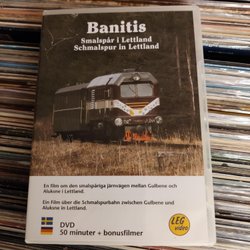 Banitis
Smalspår i Lettland
Schmalspur in Lettland
En film om den smalspåriga järnvägen mellan Gulbene och
Aluksne i Lettland.
Ein Film über die Schmalspurbahn zwischen Gulbene und
Aluksne in Lettland.
DVD
50 minuter + bonusfilmer
LEG
video